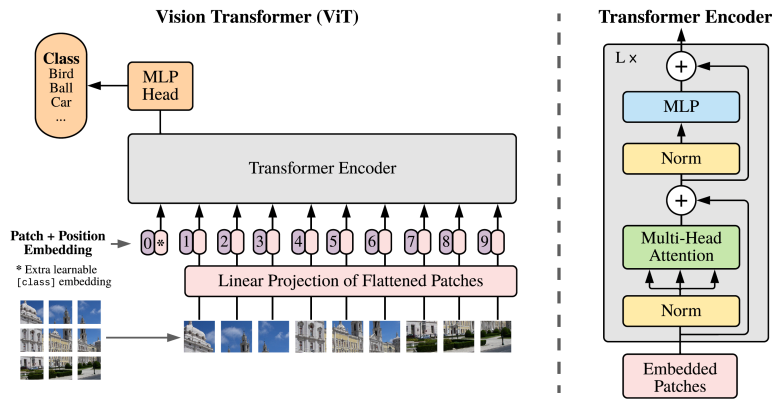 Vision Transformer (ViT)
Class
Bird
Ball
Car
...
MLP
Head
Transformer Encoder
Patch + Position
Embedding
* Extra learnable
[class] embedding
0 * 1 2 3 4 5 6 7 8 9
Linear Projection of Flattened Patches
Transformer Encoder
L x
+
MLP
Norm
+
Multi-Head
Attention
Norm
Embedded
Patches